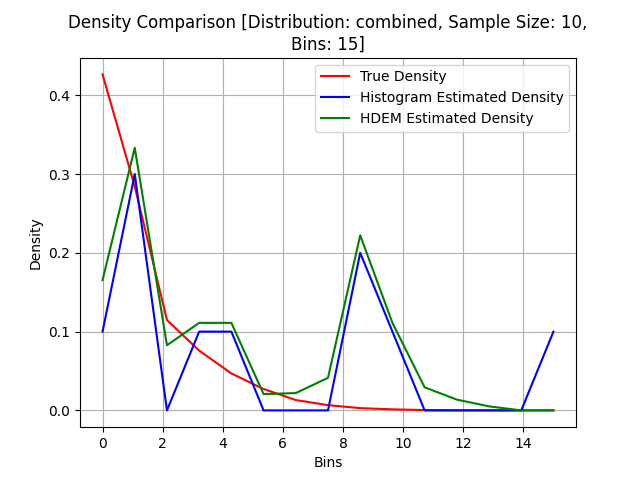 Density Comparison [Distribution: combined, Sample Size: 10,
Bins: 15]
True Density
Histogram Estimated Density
HDEM Estimated Density
Density
0.4
0.3
0.2
0.1
0.0
0 2 4 6 8 10 12 14
Bins